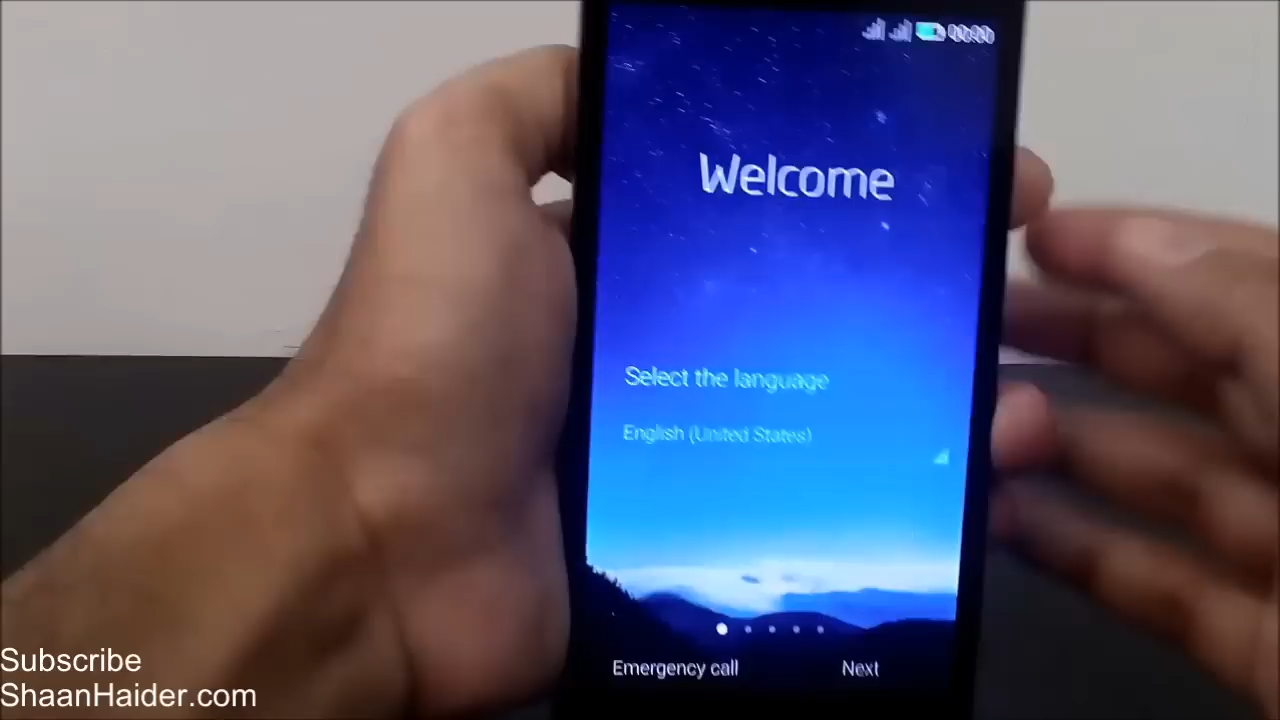 Welcome
Select the language
English (United States)
Emergency call
Next
Subscribe
ShaanHaider.com